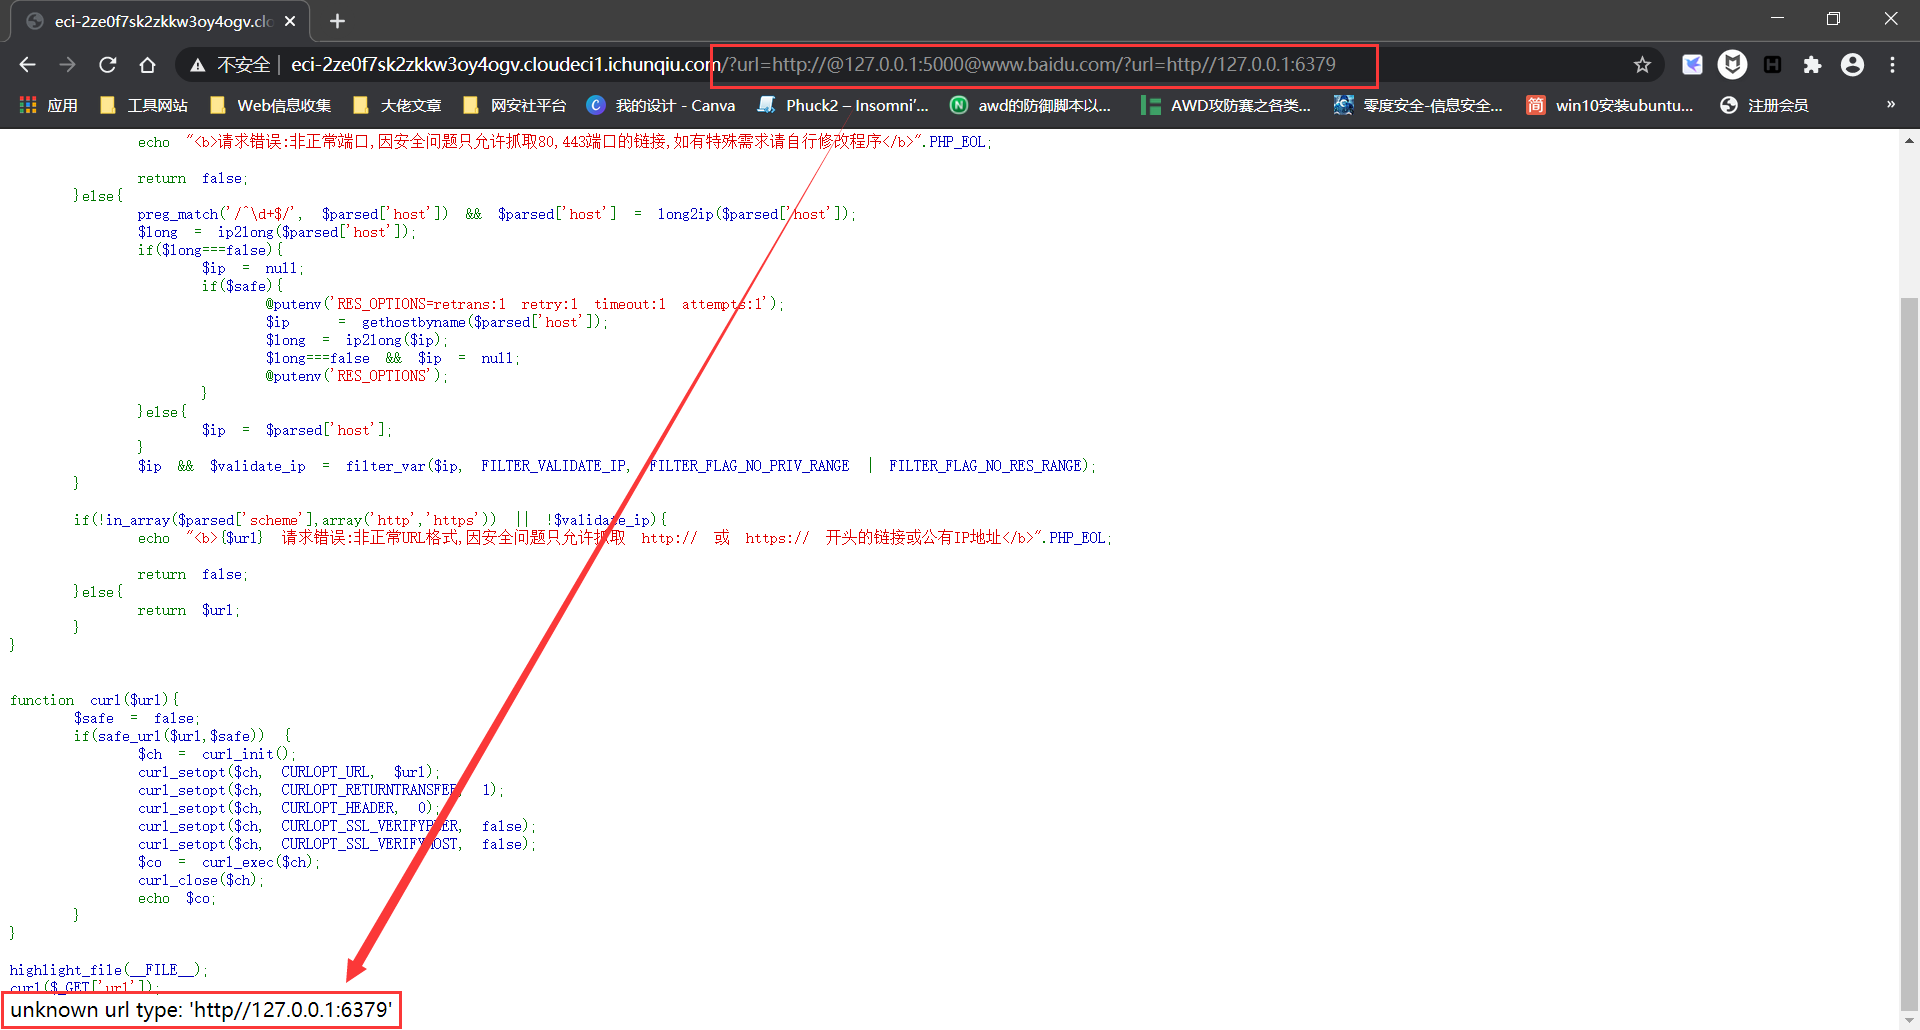 eci-2ze0f7sk2zkkw3oy4ogv.clo
不安全 | eci-2ze0f7sk2zkkw3oy4ogv.cloudeci1.ichunqiu.com/?url=http://@127.0.0.1:5000@www.baidu.com/?url=http//127.0.0.1:6379
应用 工具网站 Web信息收集 大佬文章 网安社平台 我的设计 - Canva Phuck2 – Insomni'... awd的防御脚本以... AWD攻防赛之各类... 零度安全-信息安全... win10安装ubuntu... 注册会员 »
echo "<b>请求错误:非正常端口,因安全问题只允许抓取80,443端口的链接,如有特殊需求请自行修改程序</b>".PHP_EOL;
return false;
}else{
preg_match('/^\d+$/', $parsed['host']) && $parsed['host'] = long2ip($parsed['host']);
$long = ip2long($parsed['host']);
if($long===false){
$ip = null;
if($safe){
@putenv('RES_OPTIONS=retrans:1 retry:1 timeout:1 attempts:1');
$ip = gethostbyname($parsed['host']);
$long = ip2long($ip);
$long===false && $ip = null;
@putenv('RES_OPTIONS');
}
}else{
$ip = $parsed['host'];
}
$ip && $validate_ip = filter_var($ip, FILTER_VALIDATE_IP, FILTER_FLAG_NO_PRIV_RANGE | FILTER_FLAG_NO_RES_RANGE);
}
if(!in_array($parsed['scheme'],array('http','https')) || !$validate_ip){
echo "<b>{$url} 请求错误:非正常URL格式,因安全问题只允许抓取 http:// 或 https:// 开头的链接或公有IP地址</b>".PHP_EOL;
return false;
}else{
return $url;
}
}
function curl($url){
$safe = false;
if(safe_url($url,$safe)) {
$ch = curl_init();
curl_setopt($ch, CURLOPT_URL, $url);
curl_setopt($ch, CURLOPT_RETURNTRANSFER, 1);
curl_setopt($ch, CURLOPT_HEADER, 0);
curl_setopt($ch, CURLOPT_SSL_VERIFYPEER, false);
curl_setopt($ch, CURLOPT_SSL_VERIFYHOST, false);
$co = curl_exec($ch);
curl_close($ch);
echo $co;
}
}
highlight_file(__FILE__);
curl($_GET['url']);
unknown url type: 'http//127.0.0.1:6379'